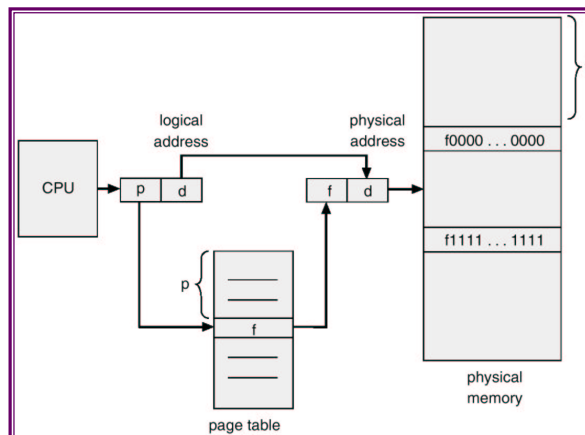 logical
address
physical
address
CPU
p d
f d
f0000 . . . 0000
f1111 . . . 1111
p
f
page table
physical
memory